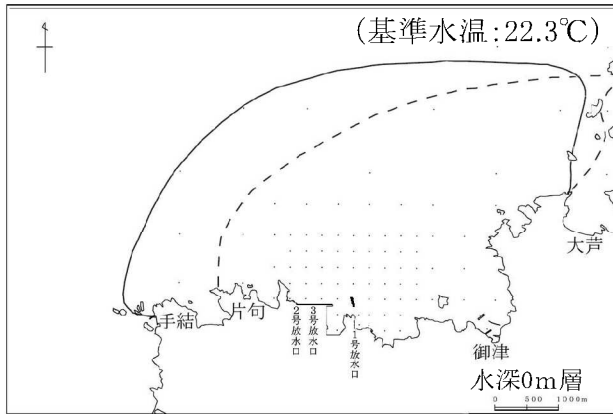 (基準水温:22.3℃)
大芦
手結
片句
2号放水口
3号放水口
1号放水口
御津
水深0m層
0 500 1000m